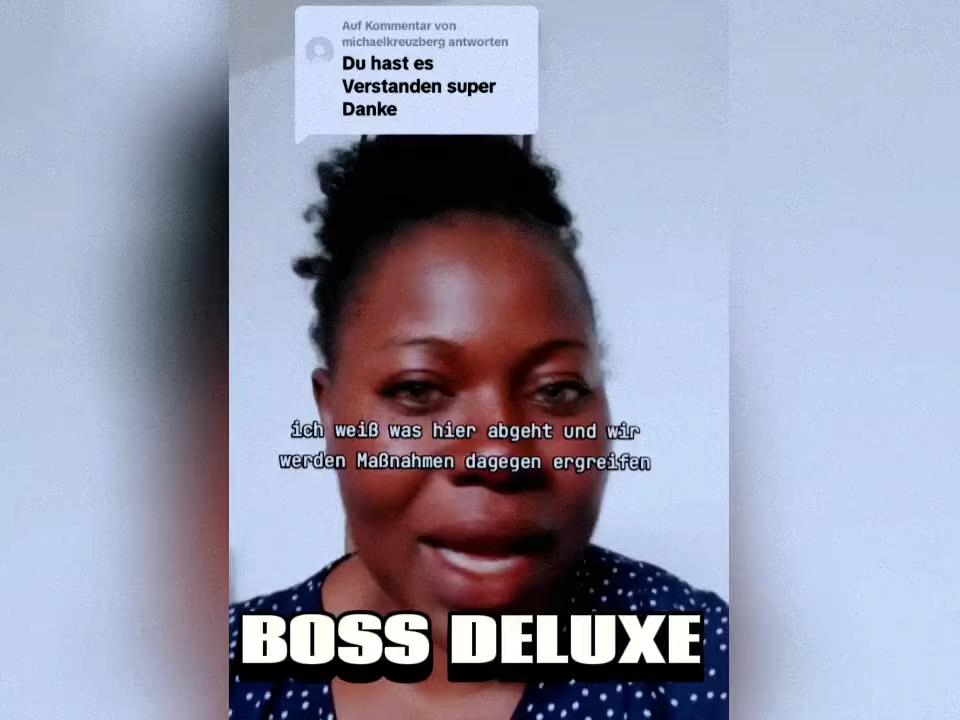 Auf Kommentar von
michaelkreuzberg antworten
Du hast es
Verstanden super
Danke
ich weiß was hier abgeht und wir
werden Maßnahmen dagegen ergreifen
BOSS DELUXE